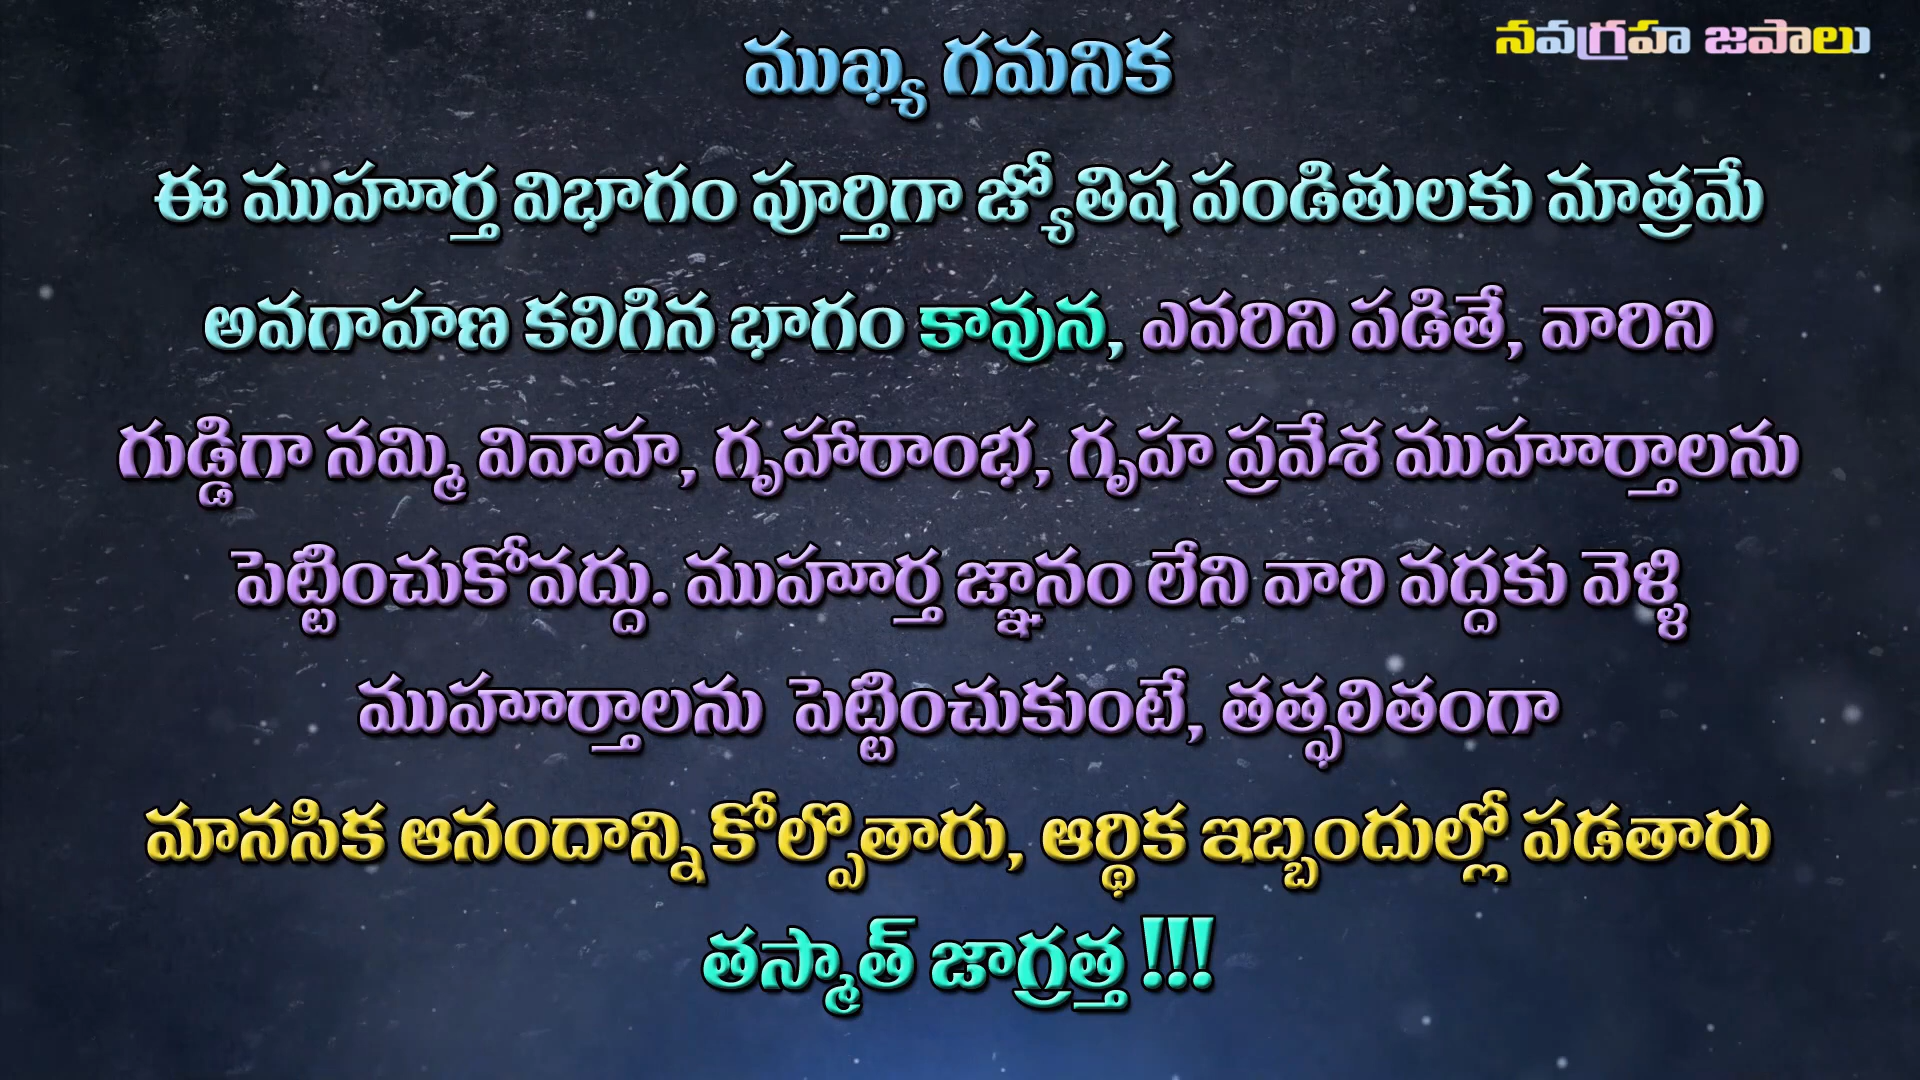 నవగ్రహ జపాలు
ముఖ్య గమనిక
ఈ ముహూర్త విభాగం పూర్తిగా జ్యోతిష పండితులకు మాత్రమే
అవగాహణ కలిగిన భాగం కావున, ఎవరిని పడితే, వారిని
గుడ్డిగా నమ్మి వివాహ, గృహారాంభ, గృహ ప్రవేశ ముహూర్తాలను
పెట్టించుకోవద్దు. ముహూర్త జ్ఞానం లేని వారి వద్దకు వెళ్ళి
ముహూర్తాలను పెట్టించుకుంటే, తత్ఫలితంగా
మానసిక ఆనందాన్ని కోల్పొతారు, ఆర్థిక ఇబ్బందుల్లో పడతారు
తస్మాత్ జాగ్రత్త !!!